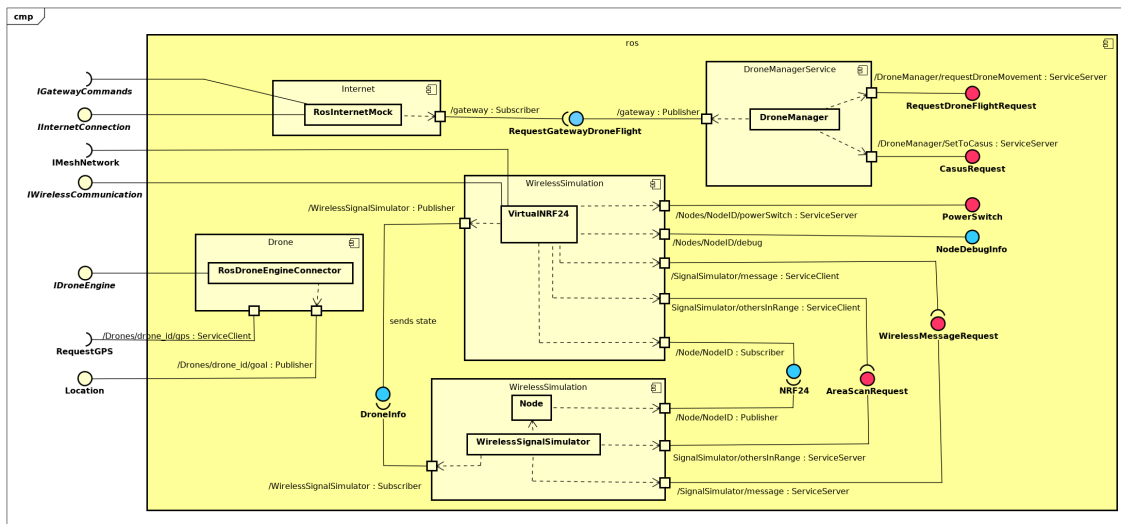 cmp
ros
IGatewayCommands
IInternetConnection
IMeshNetwork
IWirelessCommunication
IDroneEngine
RequestGPS
Location
Internet
RosInternetMock
/gateway : Subscriber
RequestGatewayDroneFlight
/gateway : Publisher
DroneManagerService
DroneManager
/DroneManager/requestDroneMovement : ServiceServer
RequestDroneFlightRequest
/DroneManager/SetToCasus : ServiceServer
CasusRequest
WirelessSimulation
VirtualNRF24
/WirelessSignalSimulator : Publisher
/Nodes/NodeID/powerSwitch : ServiceServer
PowerSwitch
/Nodes/NodeID/debug
NodeDebugInfo
/SignalSimulator/message : ServiceClient
SignalSimulator/othersInRange : ServiceClient
WirelessMessageRequest
/Node/NodeID : Subscriber
Drone
RosDroneEngineConnector
/Drones/drone_id/gps : ServiceClient
/Drones/drone_id/goal : Publisher
sends state
DroneInfo
NRF24
AreaScanRequest
WirelessSimulation
Node
WirelessSignalSimulator
/Node/NodeID : Publisher
SignalSimulator/othersInRange : ServiceServer
/WirelessSignalSimulator : Subscriber
/SignalSimulator/message : ServiceServer